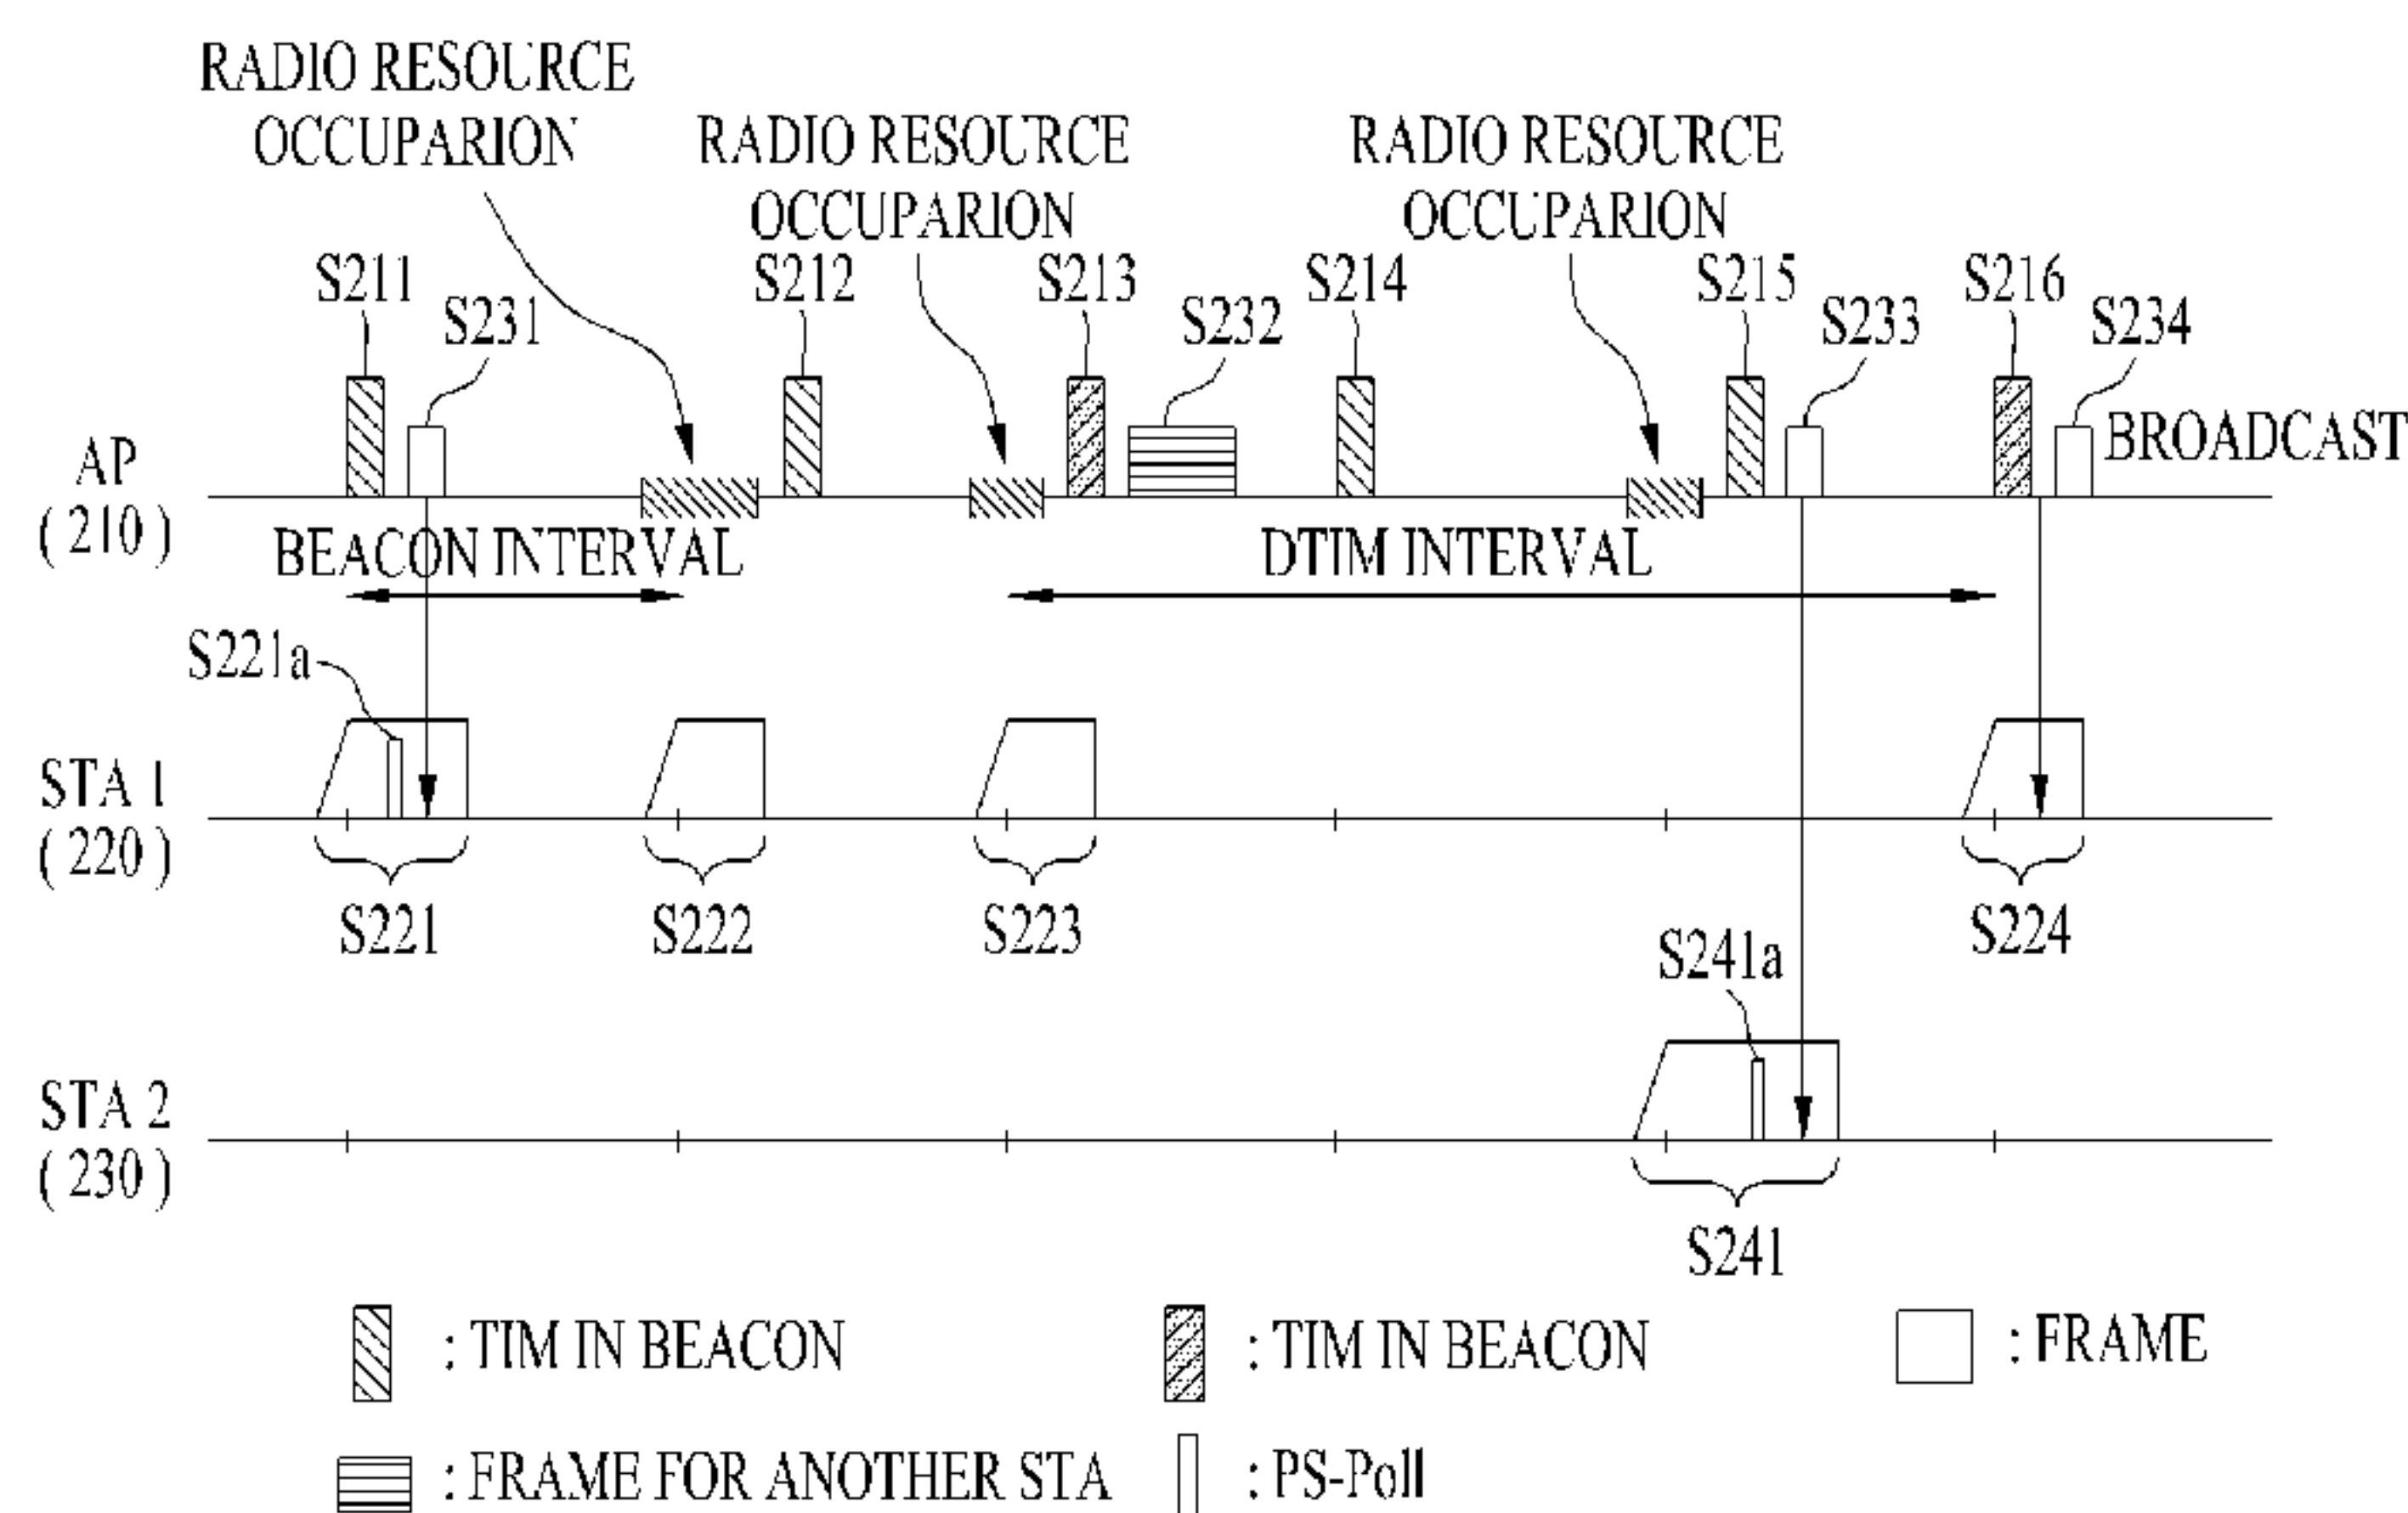 RADIO RESOURCE
OCCUPARION
RADIO RESOURCE
OCCUPARION
RADIO RESOURCE
OCCUPARION
S211
S231
S212
S213
S232
S214
S215
S233
S216
S234
BROADCAST
AP
( 210 )
BEACON INTERVAL
DTIM INTERVAL
S221a
STA 1
( 220 )
S221
S222
S223
S224
S241a
STA 2
( 230 )
S241
: TIM IN BEACON
: TIM IN BEACON
: FRAME
: FRAME FOR ANOTHER STA
: PS-Poll